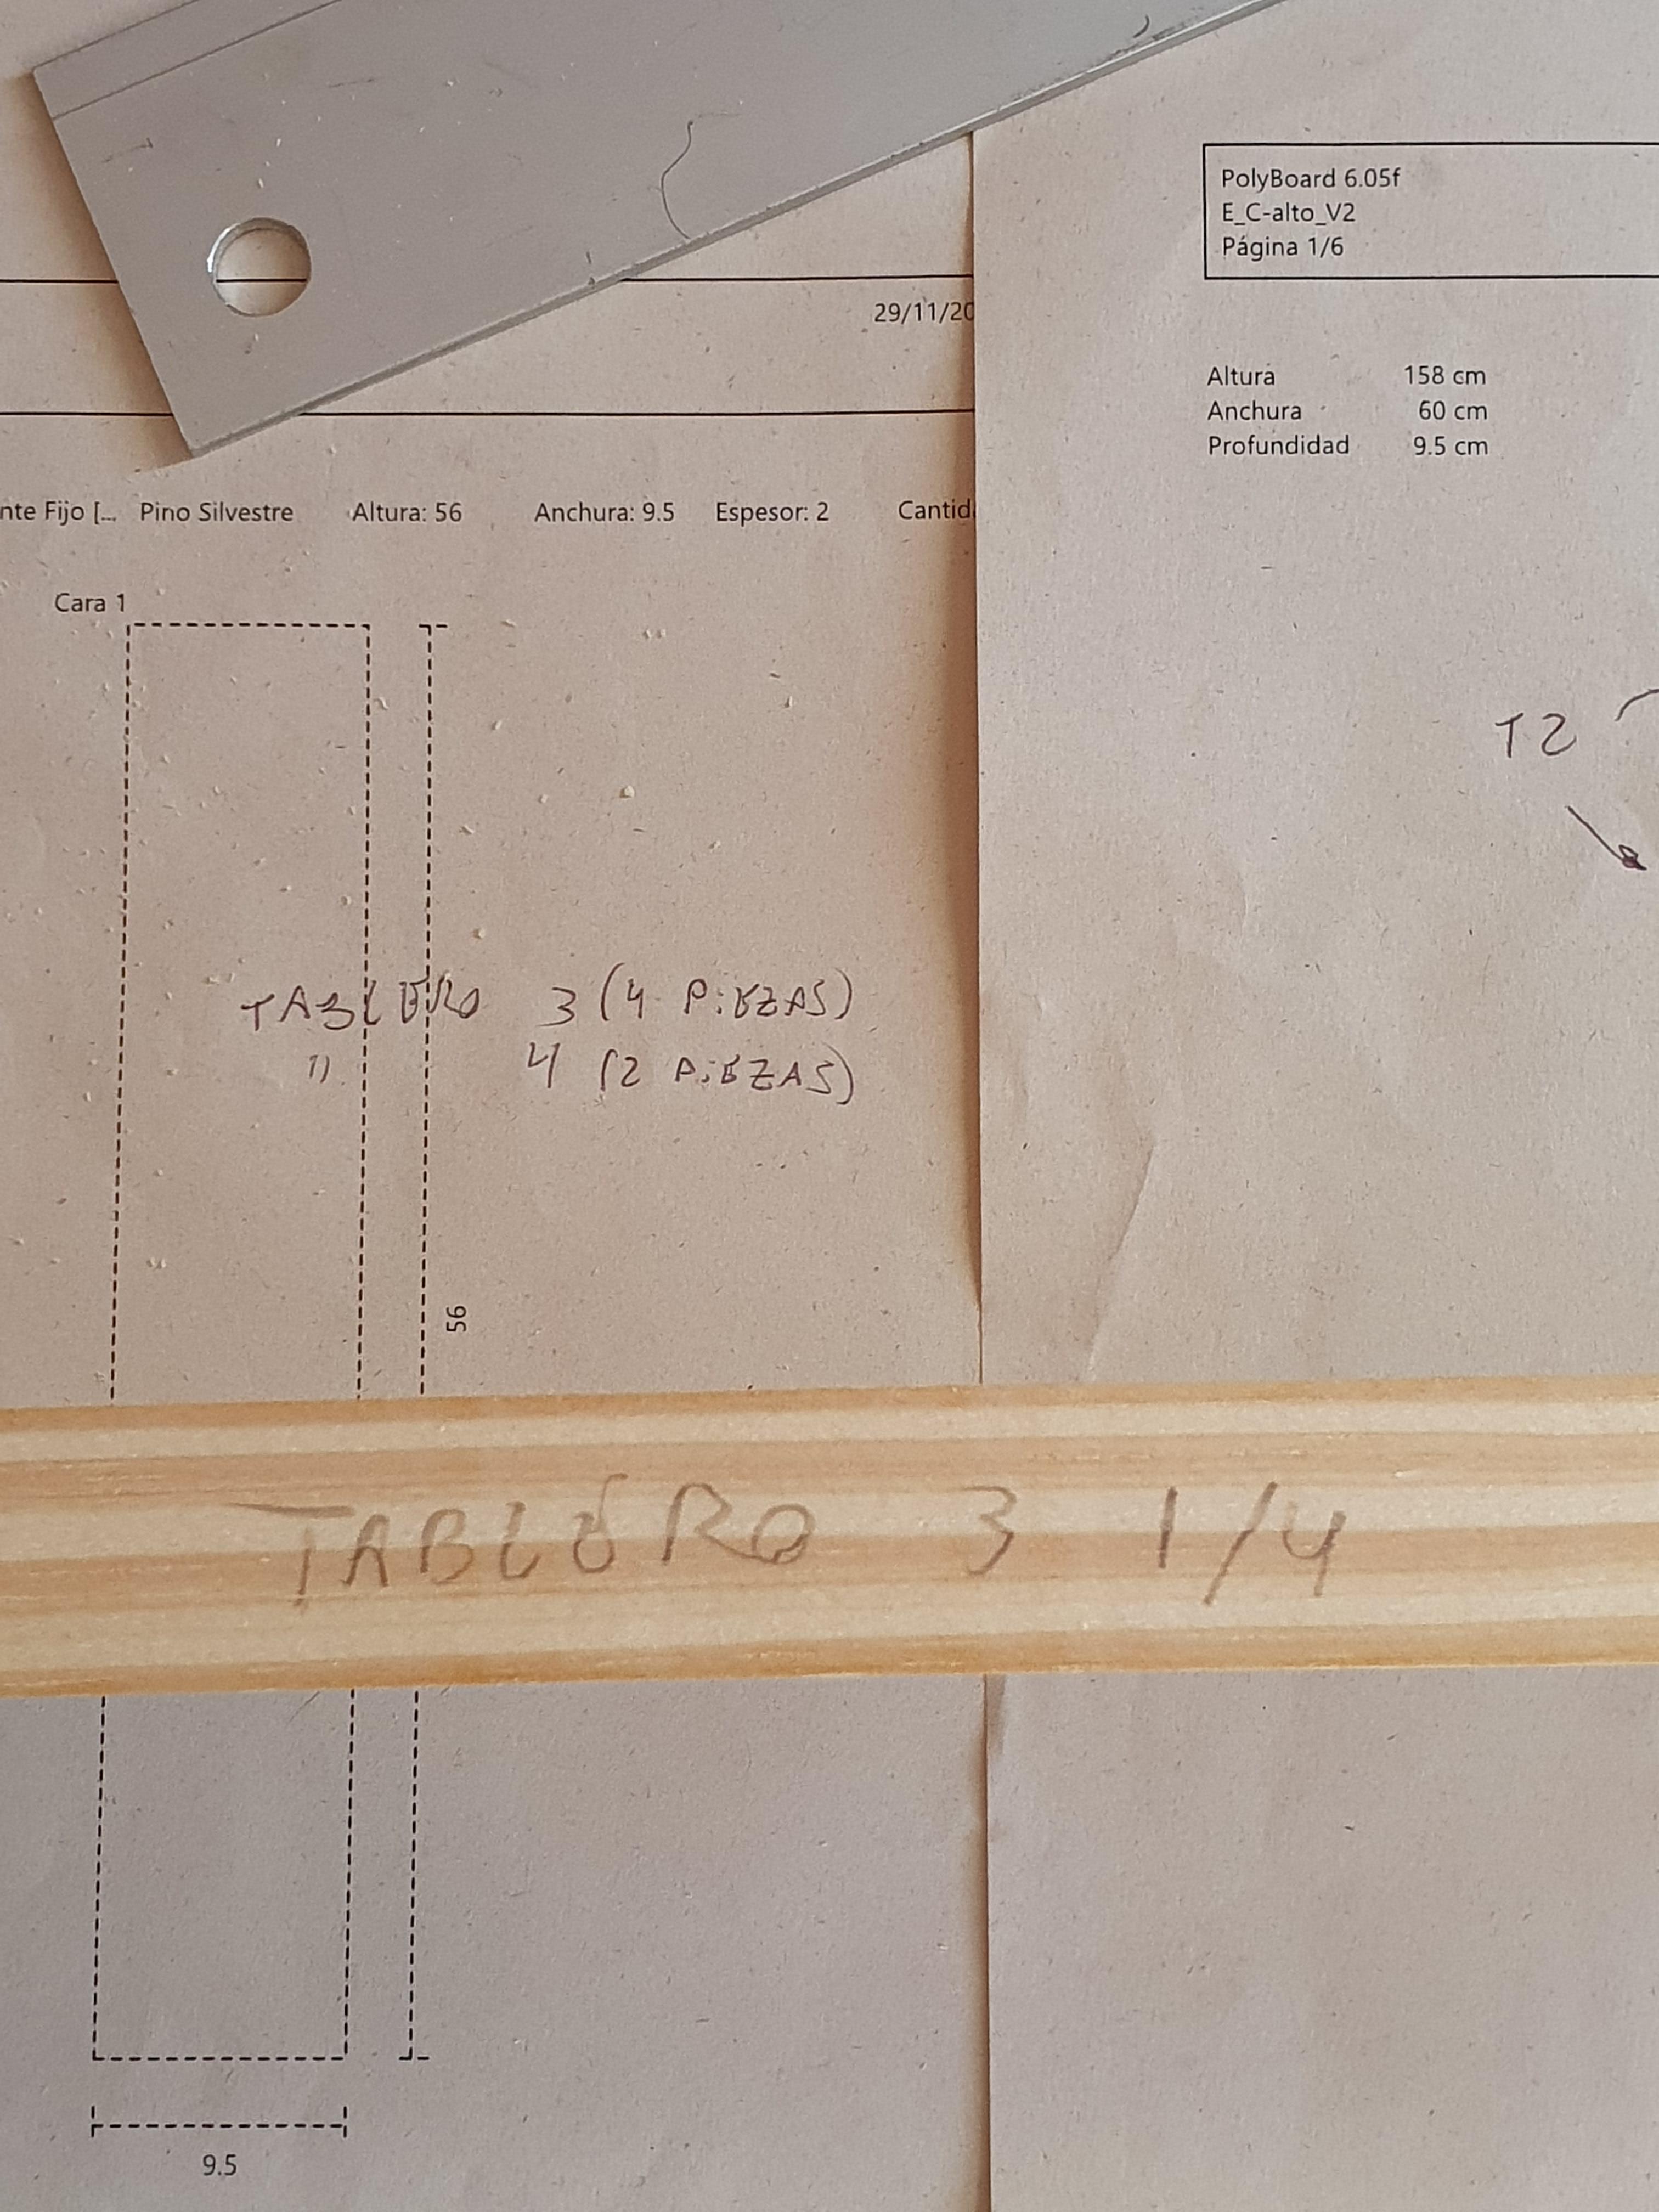 PolyBoard 6.05f
E_C-alto_V2
Página 1/6
29/11/20
Altura 158 cm
Anchura 60 cm
Profundidad 9.5 cm
nte Fijo [... Pino Silvestre Altura: 56 Anchura: 9.5 Espesor: 2 Cantid
Cara 1
T2
TABLERO 3 (4 PiEZAS)
11 4 (2 PiEZAS)
56
TABLERO 3 1/4
9.5